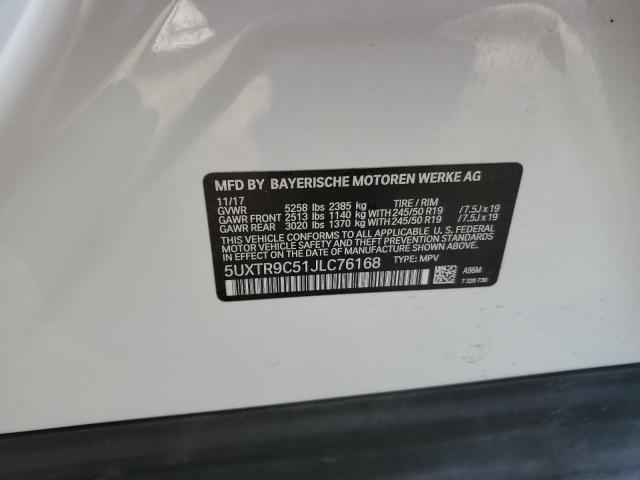 MFD BY BAYERISCHE MOTOREN WERKE AG
11/17 TIRE / RIM
GVWR 5258 lbs 2385 kg
GAWR FRONT 2513 lbs 1140 kg WITH 245/50 R19 /7.5J x 19
GAWR REAR 3020 lbs 1370 kg WITH 245/50 R19 /7.5J x 19
THIS VEHICLE CONFORMS TO ALL APPLICABLE U. S. FEDERAL
MOTOR VEHICLE SAFETY STANDARDS
IN EFFECT ON THE DATE OF MANUFACTURE SHOWN ABOVE.
5UXTR9C51JLC76168 TYPE: MPV
A96M
7 320 730